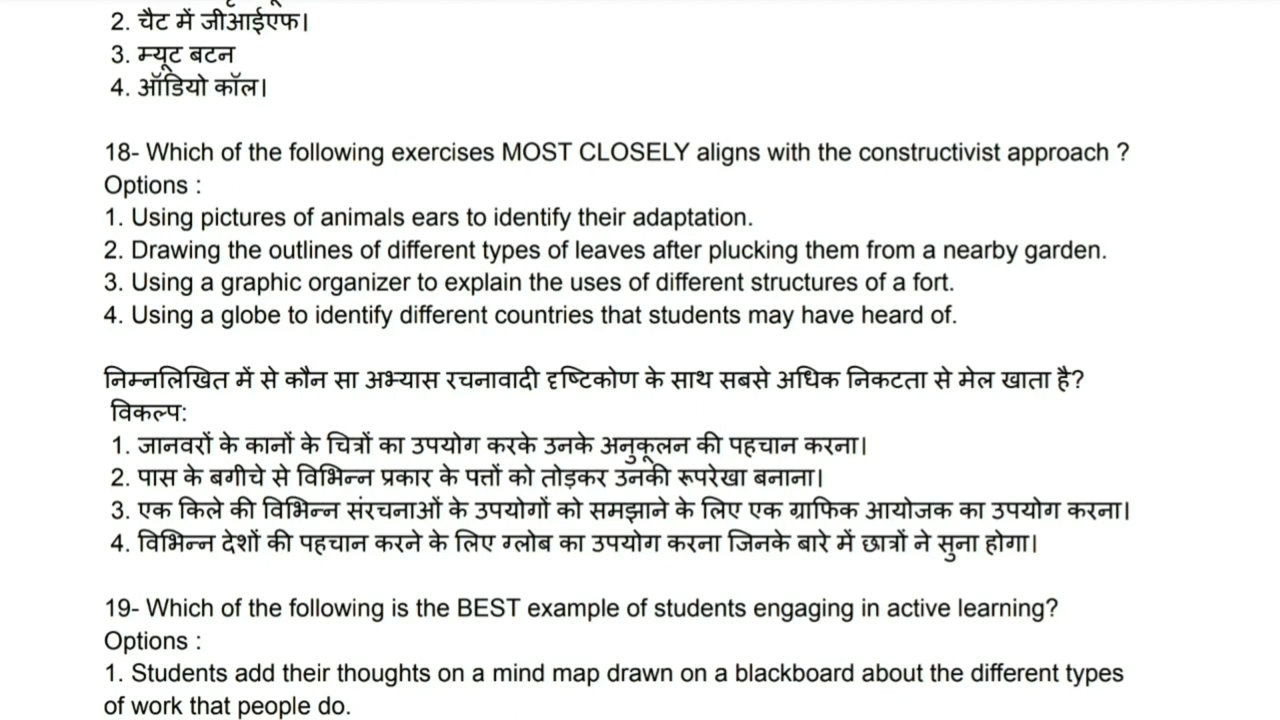 2. चैट में जीआईएफ।
3. म्यूट बटन
4. ऑडियो कॉल।
18- Which of the following exercises MOST CLOSELY aligns with the constructivist approach ?
Options :
1. Using pictures of animals ears to identify their adaptation.
2. Drawing the outlines of different types of leaves after plucking them from a nearby garden.
3. Using a graphic organizer to explain the uses of different structures of a fort.
4. Using a globe to identify different countries that students may have heard of.
निम्नलिखित में से कौन सा अभ्यास रचनावादी दृष्टिकोण के साथ सबसे अधिक निकटता से मेल खाता है?
विकल्प:
1. जानवरों के कानों के चित्रों का उपयोग करके उनके अनुकूलन की पहचान करना।
2. पास के बगीचे से विभिन्न प्रकार के पत्तों को तोड़कर उनकी रूपरेखा बनाना।
3. एक किले की विभिन्न संरचनाओं के उपयोगों को समझाने के लिए एक ग्राफिक आयोजक का उपयोग करना।
4. विभिन्न देशों की पहचान करने के लिए ग्लोब का उपयोग करना जिनके बारे में छात्रों ने सुना होगा।
19- Which of the following is the BEST example of students engaging in active learning?
Options :
1. Students add their thoughts on a mind map drawn on a blackboard about the different types
of work that people do.